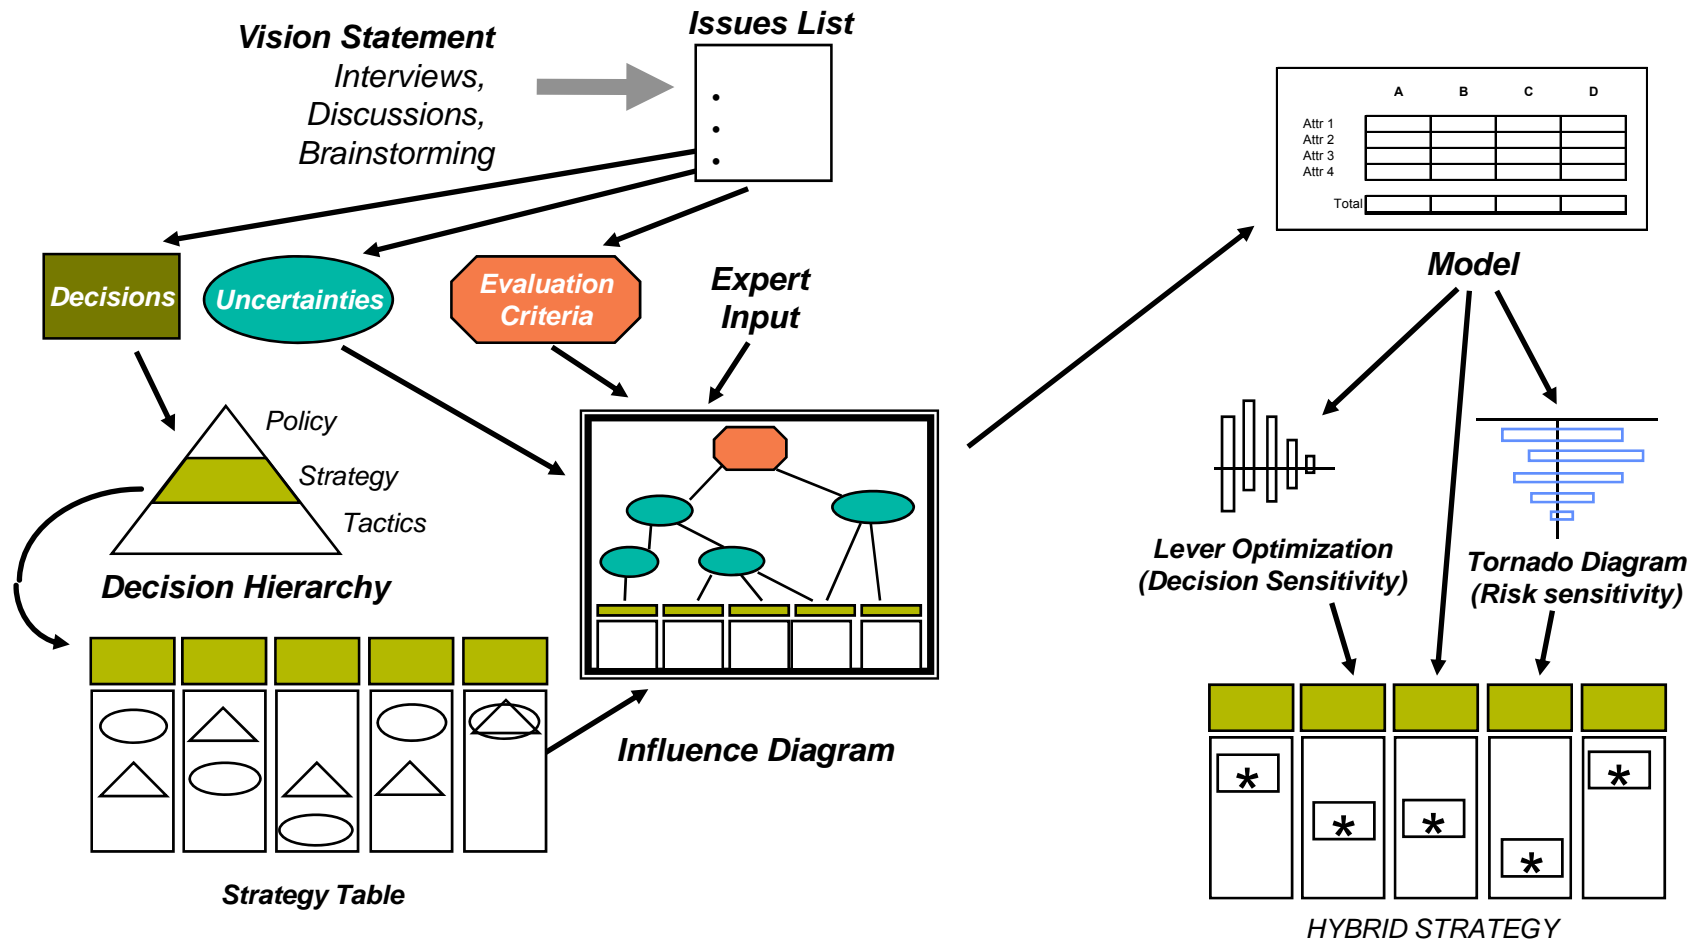 Vision Statement
Interviews,
Discussions,
Brainstorming
Issues List
•
•
•
Decisions
Uncertainties
Evaluation
Criteria
Expert
Input
Policy
Strategy
Tactics
Decision Hierarchy
Strategy Table
Influence Diagram
A B C D
Attr 1
Attr 2
Attr 3
Attr 4
Total
Model
Lever Optimization
(Decision Sensitivity)
Tornado Diagram
(Risk sensitivity)
* * * * *
HYBRID STRATEGY